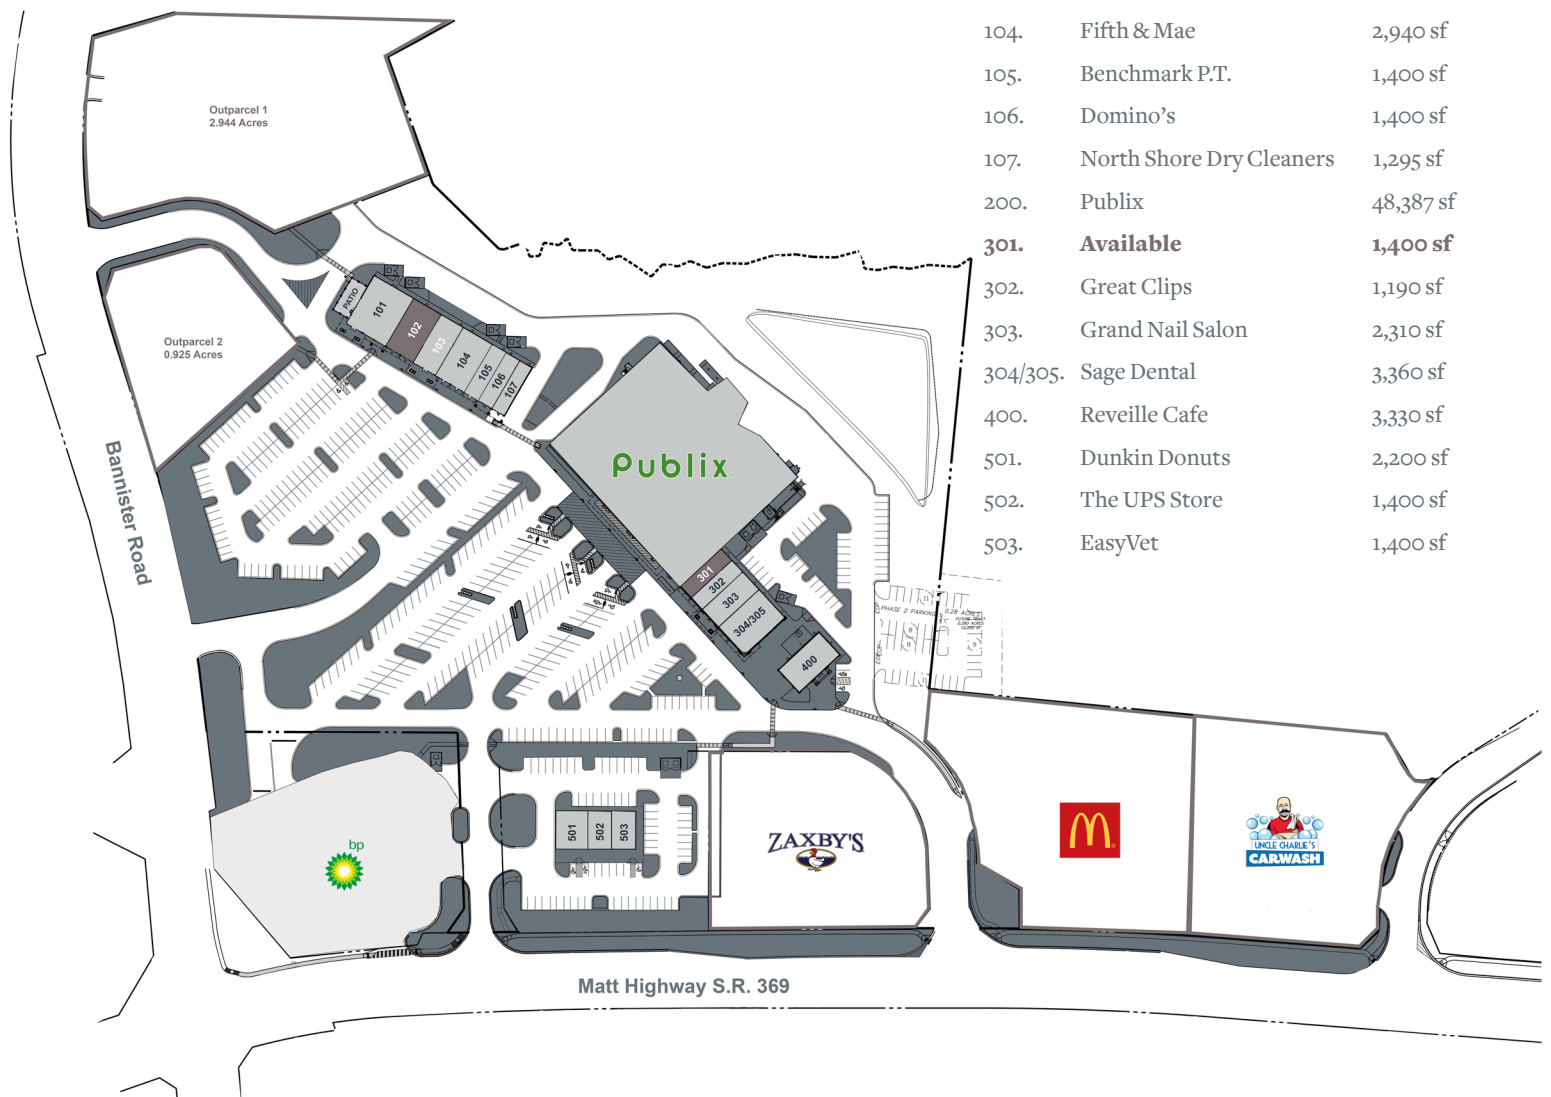 104. Fifth & Mae 2,940 sf
105. Benchmark P.T. 1,400 sf
106. Domino's 1,400 sf
107. North Shore Dry Cleaners 1,295 sf
200. Publix 48,387 sf
301. Available 1,400 sf
302. Great Clips 1,190 sf
303. Grand Nail Salon 2,310 sf
304/305. Sage Dental 3,360 sf
400. Reveille Cafe 3,330 sf
501. Dunkin Donuts 2,200 sf
502. The UPS Store 1,400 sf
503. EasyVet 1,400 sf
Outparcel 1
2.944 Acres
Outparcel 2
0.925 Acres
PATIO
101
102
103
104
105
106
107
Publix
301
302
303
304/305
400
Bannister Road
PHASE 2 PARKING 0.28 ACRES
501
502
503
bp
ZAXBY'S
UNCLE CHARLIE'S
CARWASH
Matt Highway S.R. 369